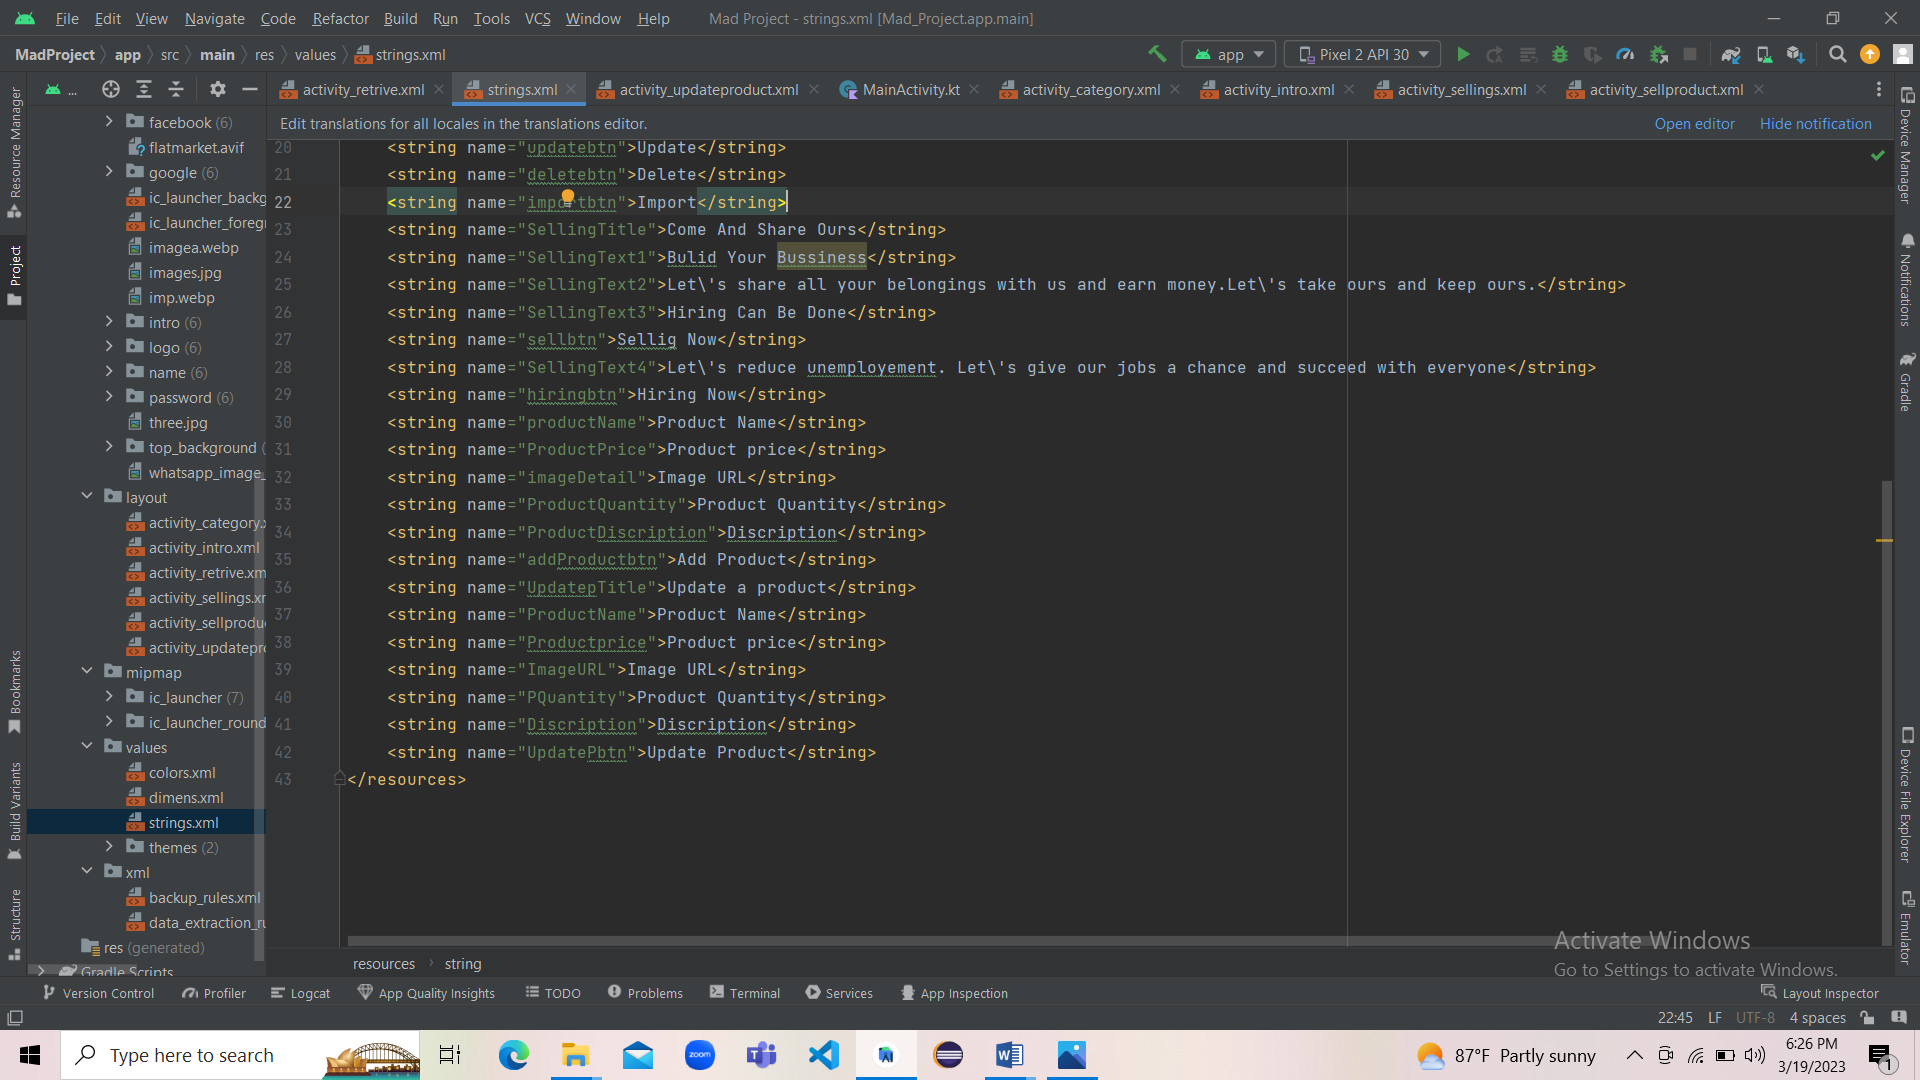 File Edit View Navigate Code Refactor Build Run Tools VCS Window Help Mad Project - strings.xml [Mad_Project.app.main]
MadProject app src main res values strings.xml app Pixel 2 API 30
... activity_retrive.xml strings.xml activity_updateproduct.xml MainActivity.kt activity_category.xml activity_intro.xml activity_sellings.xml activity_sellproduct.xml
Edit translations for all locales in the translations editor. Open editor Hide notification
Resource Manager
Project
Bookmarks
Build Variants
Structure
facebook (6)
flatmarket.avif
google (6)
ic_launcher_backg
ic_launcher_foregr
imagea.webp
images.jpg
imp.webp
intro (6)
logo (6)
name (6)
password (6)
three.jpg
top_background (
whatsapp_image_
layout
activity_category.x
activity_intro.xml
activity_retrive.xm
activity_sellings.xr
activity_sellprodu
activity_updatepr
mipmap
ic_launcher (7)
ic_launcher_round
values
colors.xml
dimens.xml
strings.xml
themes (2)
xml
backup_rules.xml
data_extraction_ru
res (generated)
Gradle Scripts
20 <string name="updatebtn">Update</string>
21 <string name="deletebtn">Delete</string>
22 <string name="importbtn">Import</string>
23 <string name="SellingTitle">Come And Share Ours</string>
24 <string name="SellingText1">Bulid Your Bussiness</string>
25 <string name="SellingText2">Let\'s share all your belongings with us and earn money.Let\'s take ours and keep ours.</string>
26 <string name="SellingText3">Hiring Can Be Done</string>
27 <string name="sellbtn">Sellig Now</string>
28 <string name="SellingText4">Let\'s reduce unemployement. Let\'s give our jobs a chance and succeed with everyone</string>
29 <string name="hiringbtn">Hiring Now</string>
30 <string name="productName">Product Name</string>
31 <string name="ProductPrice">Product price</string>
32 <string name="imageDetail">Image URL</string>
33 <string name="ProductQuantity">Product Quantity</string>
34 <string name="ProductDiscription">Discription</string>
35 <string name="addProductbtn">Add Product</string>
36 <string name="UpdatepTitle">Update a product</string>
37 <string name="ProductName">Product Name</string>
38 <string name="Productprice">Product price</string>
39 <string name="ImageURL">Image URL</string>
40 <string name="PQuantity">Product Quantity</string>
41 <string name="Discription">Discription</string>
42 <string name="UpdatePbtn">Update Product</string>
43 </resources>
Device Manager
Notifications
Gradle
Device File Explorer
Emulator
Activate Windows
Go to Settings to activate Windows.
resources string
Version Control Profiler Logcat App Quality Insights TODO Problems Terminal Services App Inspection Layout Inspector
22:45 LF UTF-8 4 spaces
Type here to search zoom 87°F Partly sunny 6:26 PM
3/19/2023
1